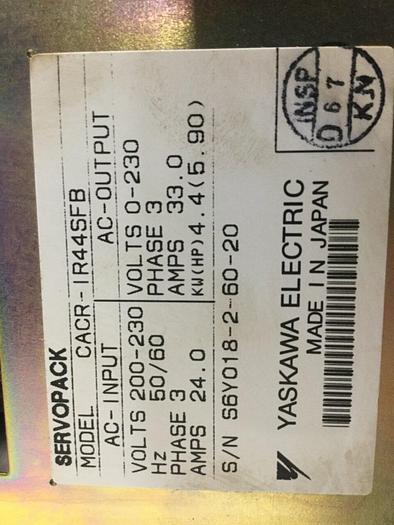 SERVOPACK
MODEL CACR-IR44SFB
AC-INPUT AC-OUTPUT
VOLTS 200-230 VOLTS 0-230
Hz 50/60 PHASE 3
PHASE 3 AMPS 33.0
AMPS 24.0 KW(HP) 4.4(5.90)
S/N S6Y018-2-60-20
YASKAWA ELECTRIC
MADE IN JAPAN
INSP
D 6 7
KM